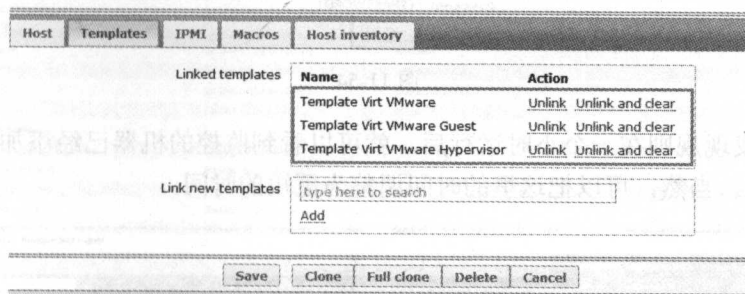 Host Templates IPMI Macros Host inventory
Linked templates Name Action
Template Virt VMware Unlink Unlink and clear
Template Virt VMware Guest Unlink Unlink and clear
Template Virt VMware Hypervisor Unlink Unlink and clear
Link new templates type here to search
Add
Save Clone Full clone Delete Cancel